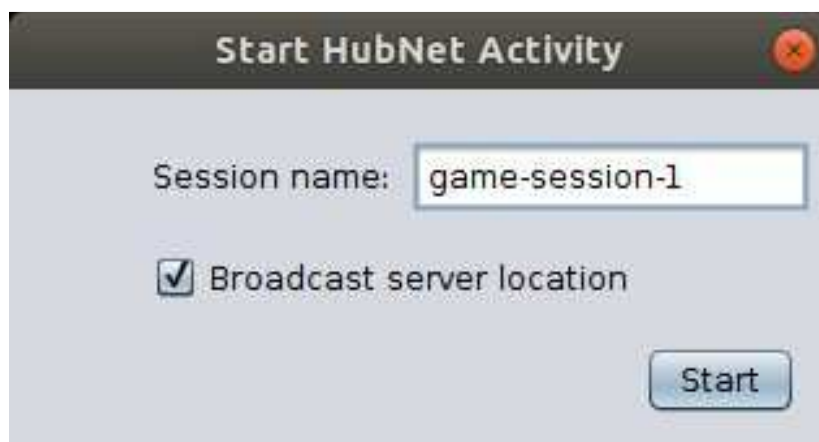 Start HubNet Activity
Session name: game-session-1
Broadcast server location
Start